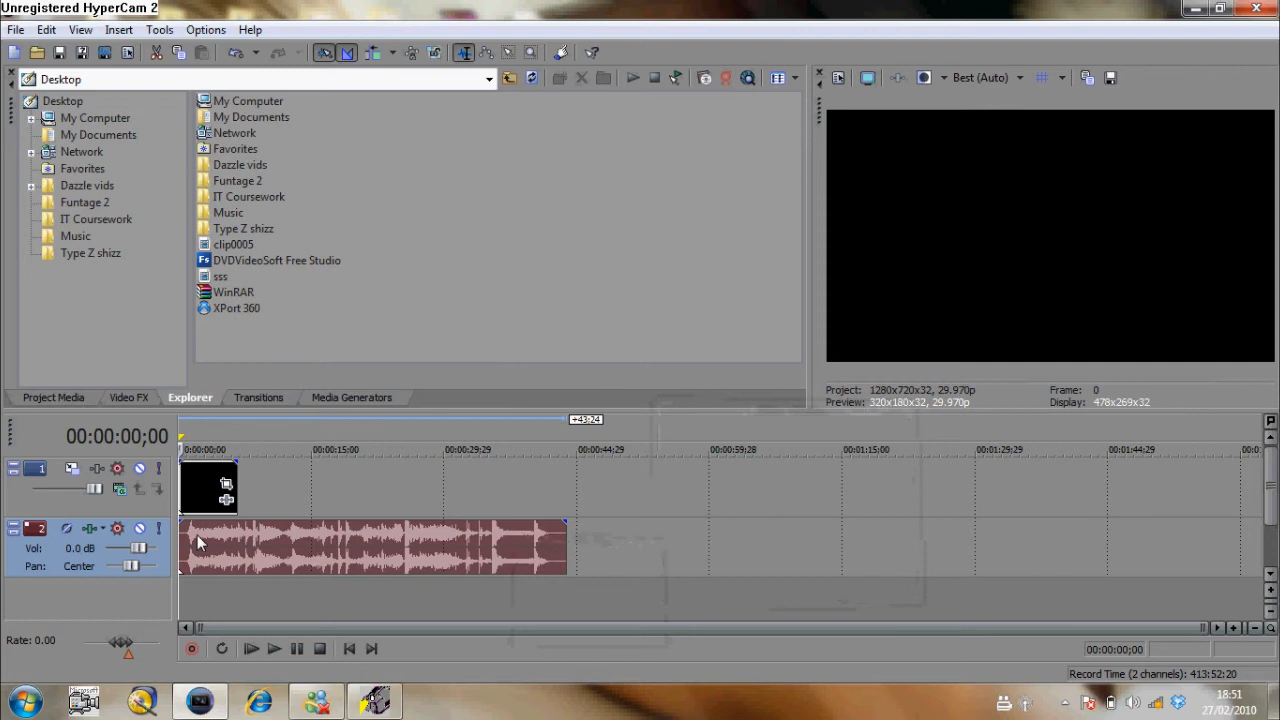 Unregistered HyperCam 2
File Edit View Insert Tools Options Help
Desktop
Best (Auto)
Desktop
My Computer
My Documents
Network
Favorites
Dazzle vids
Funtage 2
IT Coursework
Music
Type Z shizz
My Computer
My Documents
Network
Favorites
Dazzle vids
Funtage 2
IT Coursework
Music
Type Z shizz
clip0005
DVDVideoSoft Free Studio
sss
WinRAR
XPort 360
Project Media Video FX Explorer Transitions Media Generators
Project: 1280x720x32, 29.970p Frame: 0
Preview: 320x180x32, 29.970p Display: 478x269x32
+43;24
00:00:00;00
0:00:00;00 00:00:15;00 00:00:29;29 00:00:44;29 00:00:59;28 00:01:15;00 00:01:29;29 00:01:44;29 00:0
1
2
Vol: 0.0 dB
Pan: Center
Rate: 0.00
00:00:00;00
Record Time (2 channels): 413:52:20
Microsoft
18:51
27/02/2010